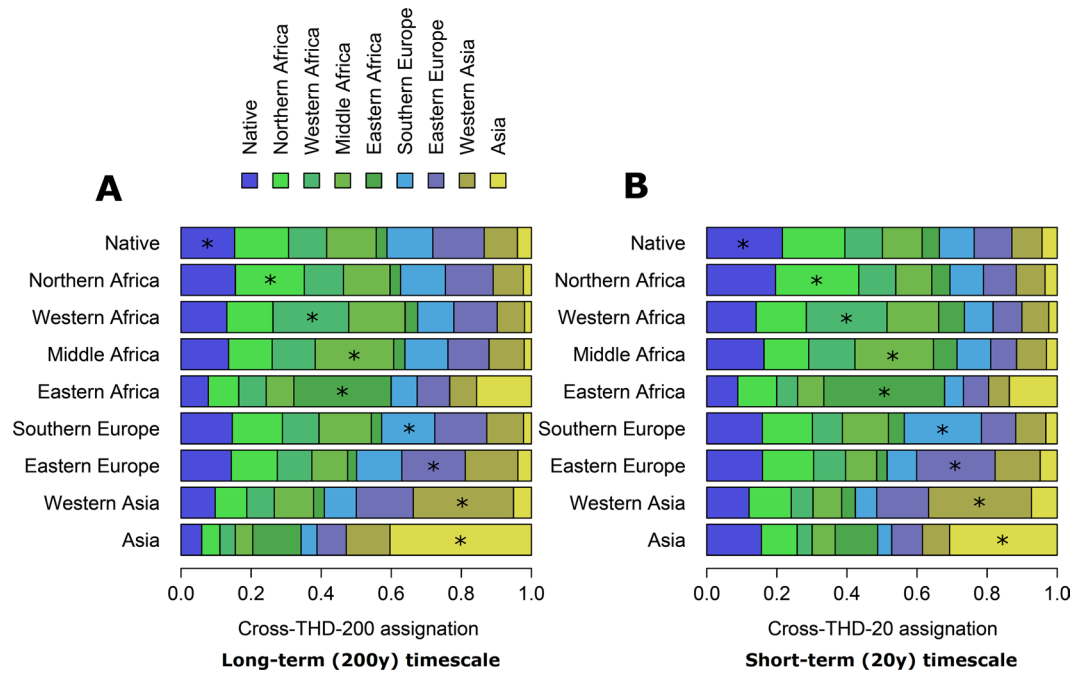 Native
Northern Africa
Western Africa
Middle Africa
Eastern Africa
Southern Europe
Eastern Europe
Western Asia
Asia
A
Native
*
Northern Africa
*
Western Africa
*
Middle Africa
*
Eastern Africa
*
Southern Europe
*
Eastern Europe
*
Western Asia
*
Asia
*
0.0 0.2 0.4 0.6 0.8 1.0
Cross-THD-200 assignation
Long-term (200y) timescale
B
Native
*
Northern Africa
*
Western Africa
*
Middle Africa
*
Eastern Africa
*
Southern Europe
*
Eastern Europe
*
Western Asia
*
Asia
*
0.0 0.2 0.4 0.6 0.8 1.0
Cross-THD-20 assignation
Short-term (20y) timescale